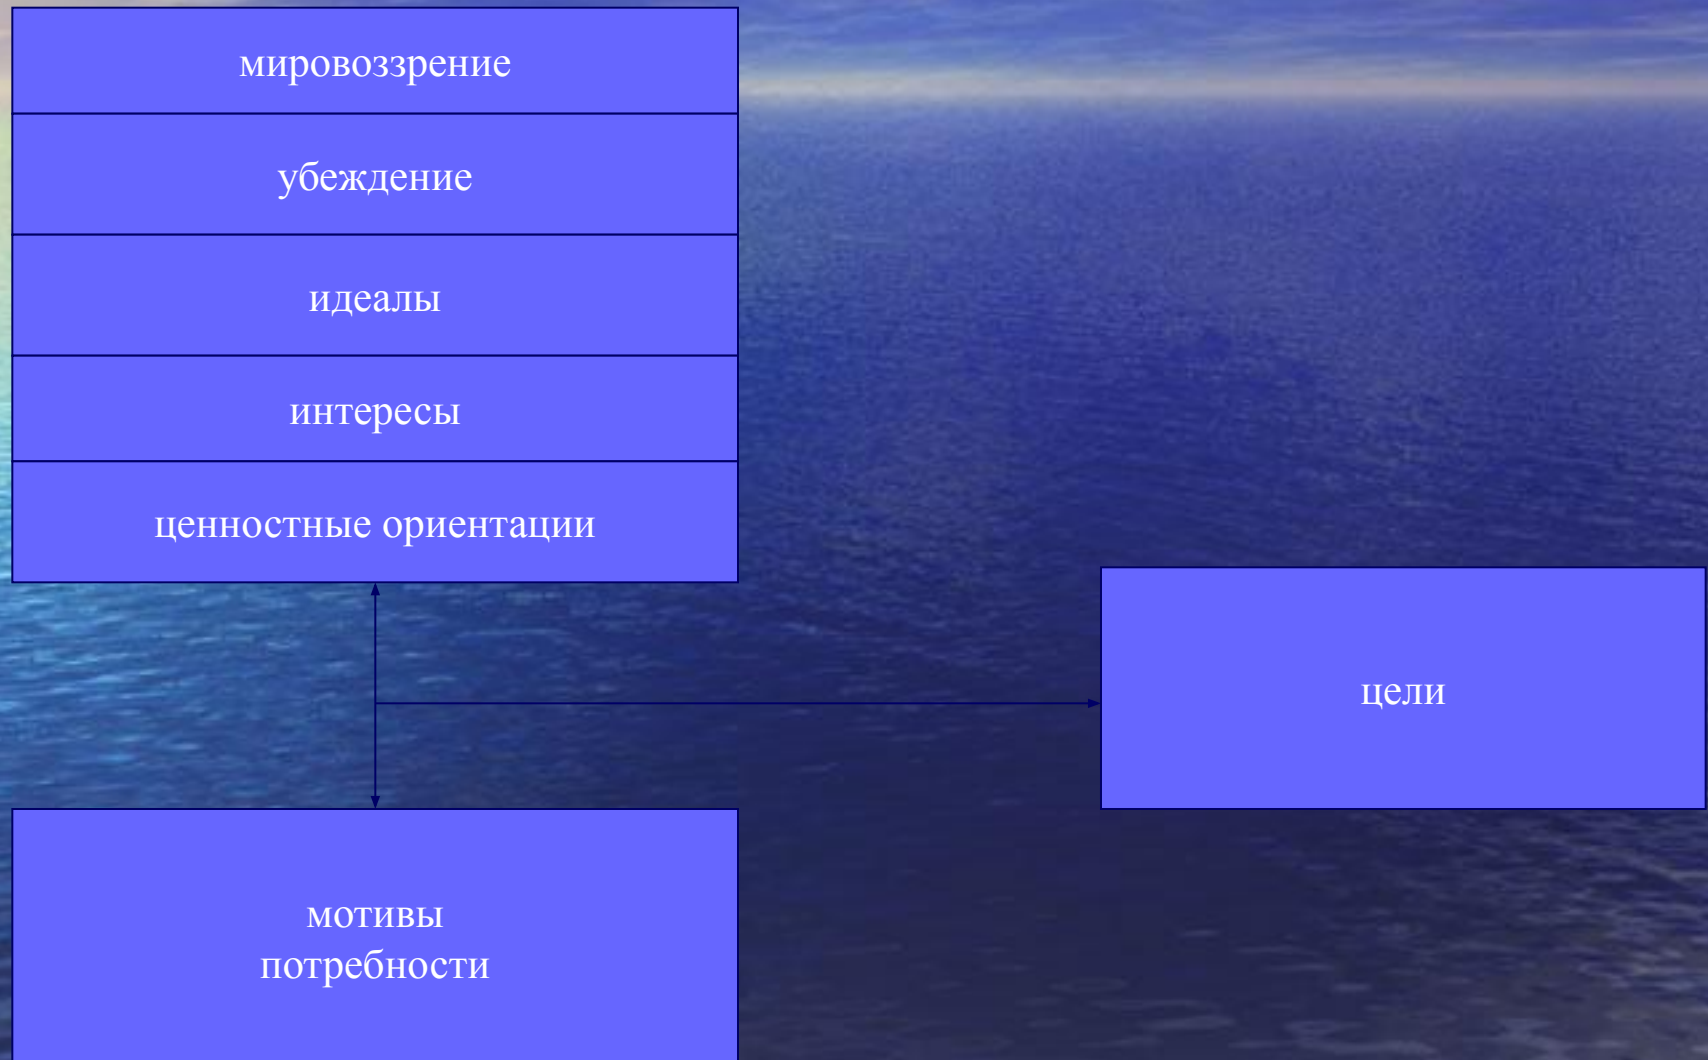 мировоззрение
убеждение
идеалы
интересы
ценностные ориентации
цели
мотивы
потребности